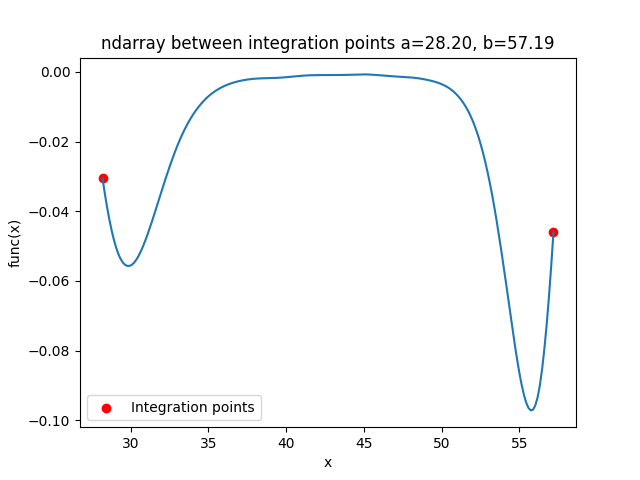 ndarray between integration points a=28.20, b=57.19
0.00
−0.02
−0.04
−0.06
−0.08
−0.10
func(x)
Integration points
30 35 40 45 50 55
x